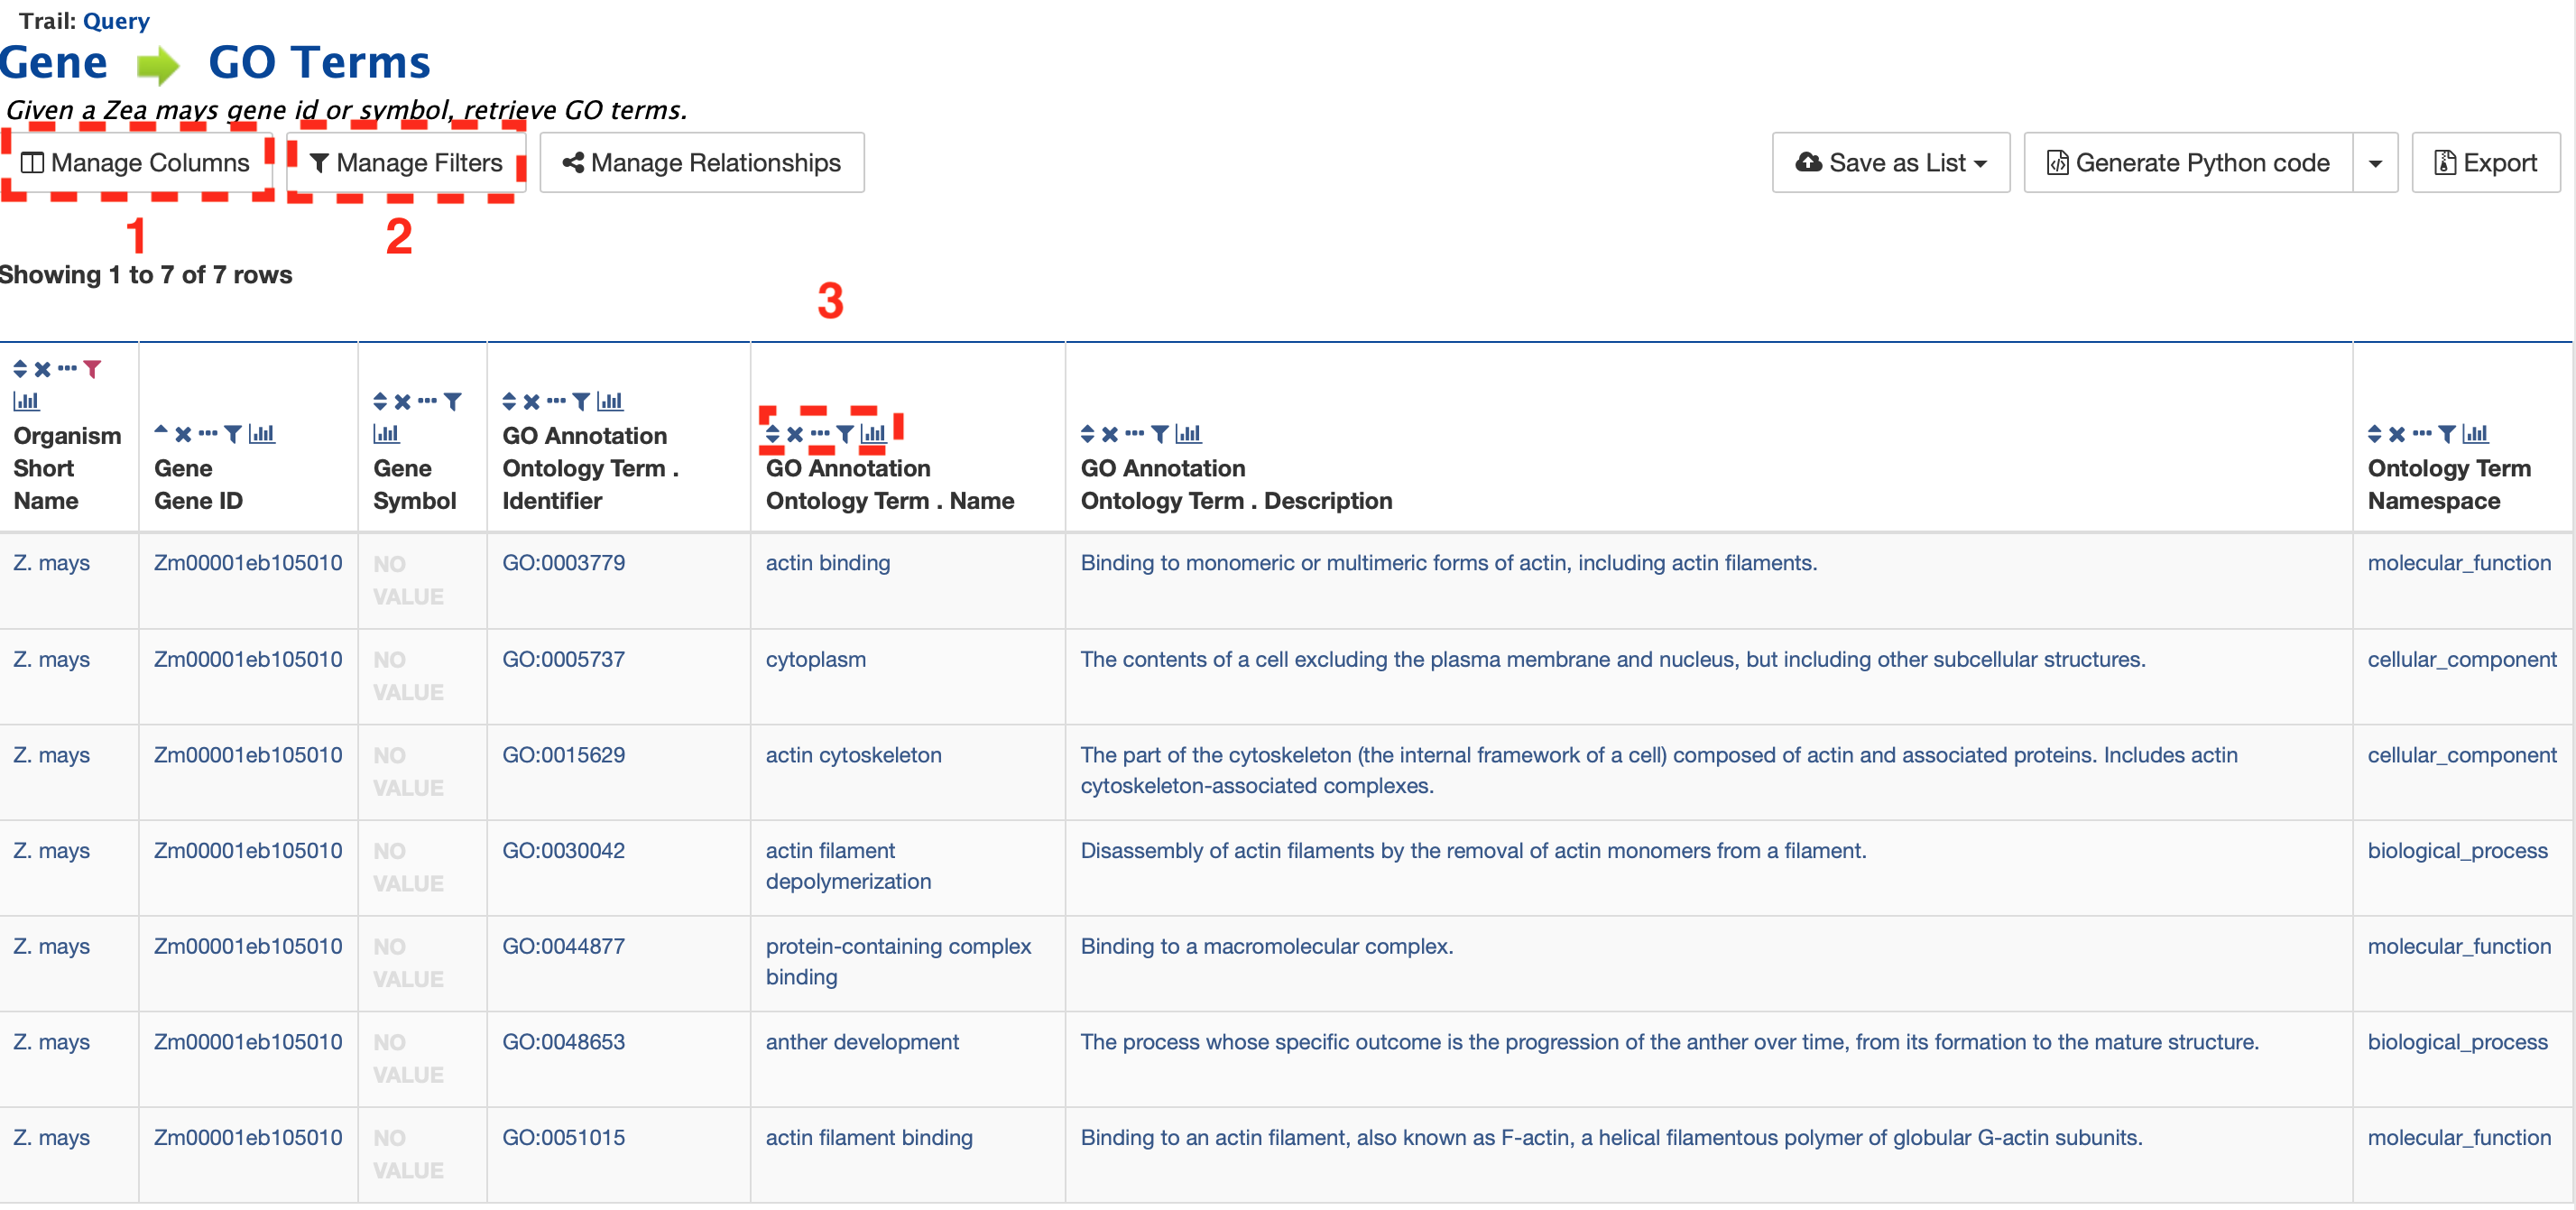 Trail: Query
Gene GO Terms
Given a Zea mays gene id or symbol, retrieve GO terms.
Manage Columns Manage Filters Manage Relationships Save as List Generate Python code Export
1 2
Showing 1 to 7 of 7 rows
3
Organism
Short
Name
Gene
Gene ID
Gene
Symbol
GO Annotation
Ontology Term .
Identifier
GO Annotation
Ontology Term . Name
GO Annotation
Ontology Term . Description
Ontology Term
Namespace
Z. mays
Zm00001eb105010
NO
VALUE
GO:0003779
actin binding
Binding to monomeric or multimeric forms of actin, including actin filaments.
molecular_function
Z. mays
Zm00001eb105010
NO
VALUE
GO:0005737
cytoplasm
The contents of a cell excluding the plasma membrane and nucleus, but including other subcellular structures.
cellular_component
Z. mays
Zm00001eb105010
NO
VALUE
GO:0015629
actin cytoskeleton
The part of the cytoskeleton (the internal framework of a cell) composed of actin and associated proteins. Includes actin
cytoskeleton-associated complexes.
cellular_component
Z. mays
Zm00001eb105010
NO
VALUE
GO:0030042
actin filament
depolymerization
Disassembly of actin filaments by the removal of actin monomers from a filament.
biological_process
Z. mays
Zm00001eb105010
NO
VALUE
GO:0044877
protein-containing complex
binding
Binding to a macromolecular complex.
molecular_function
Z. mays
Zm00001eb105010
NO
VALUE
GO:0048653
anther development
The process whose specific outcome is the progression of the anther over time, from its formation to the mature structure.
biological_process
Z. mays
Zm00001eb105010
NO
VALUE
GO:0051015
actin filament binding
Binding to an actin filament, also known as F-actin, a helical filamentous polymer of globular G-actin subunits.
molecular_function